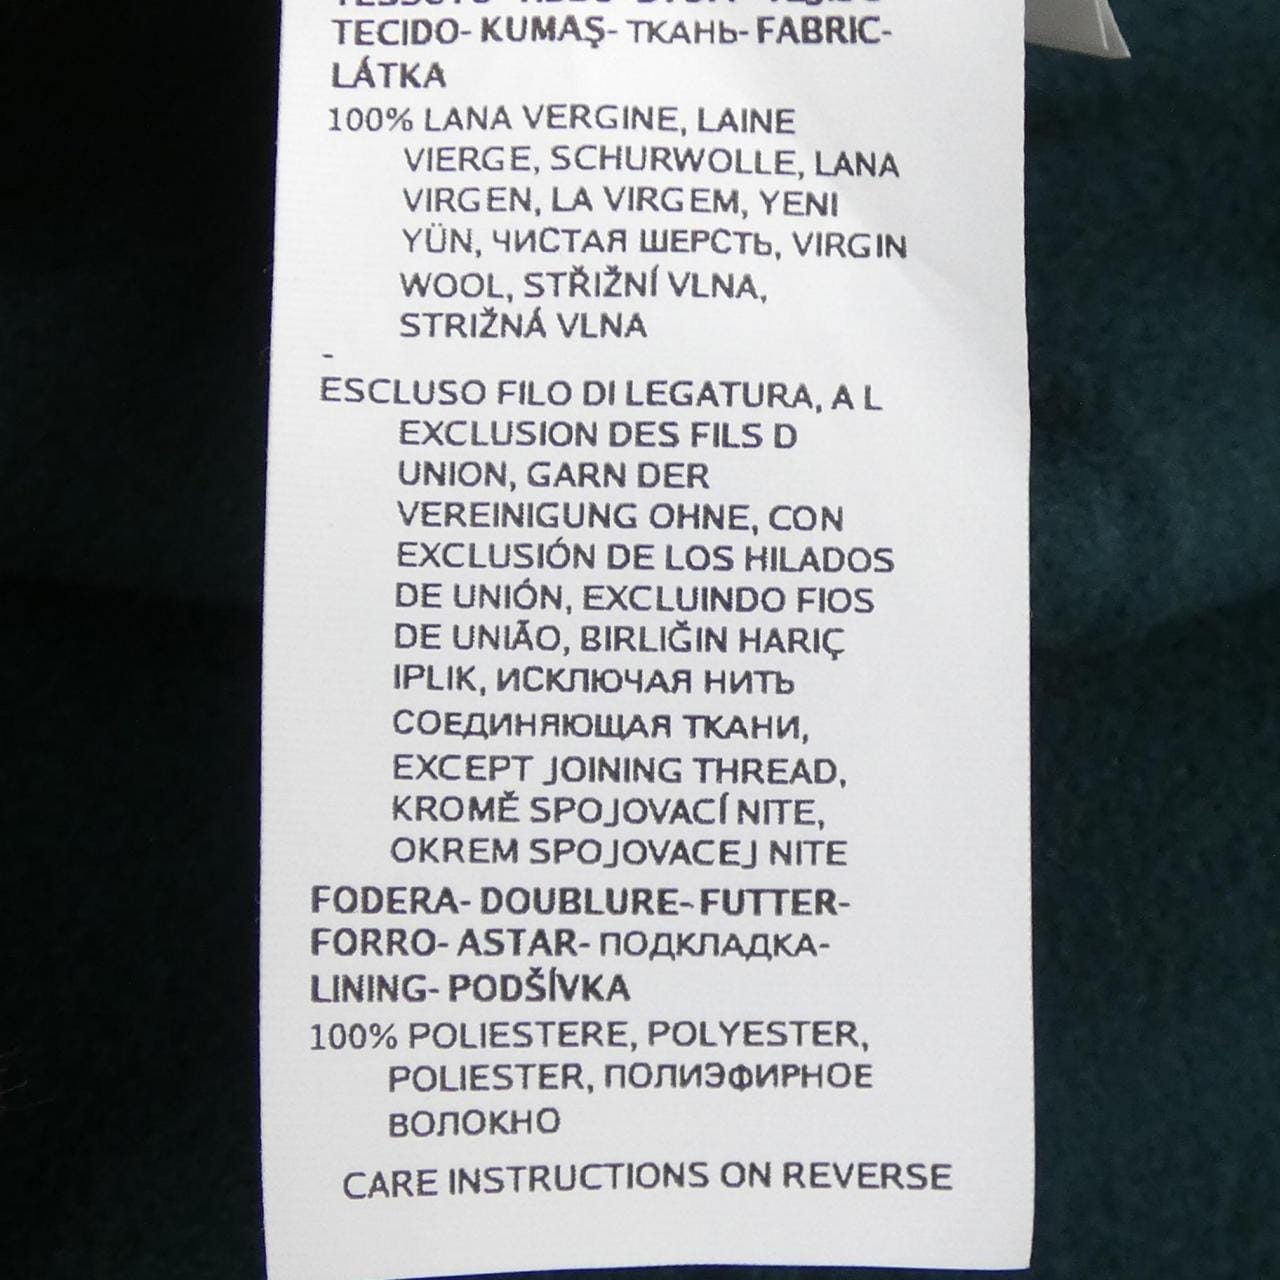 TECIDO- KUMAŞ- ТКАНЬ- FABRIC-
LÁTKA
100% LANA VERGINE, LAINE
VIERGE, SCHURWOLLE, LANA
VIRGEN, LA VIRGEM, YENI
YÜN, ЧИСТАЯ ШЕРСТЬ, VIRGIN
WOOL, STŘIŽNÍ VLNA,
STRIŽNÁ VLNA
-
ESCLUSO FILO DI LEGATURA, A L
EXCLUSION DES FILS D
UNION, GARN DER
VEREINIGUNG OHNE, CON
EXCLUSIÓN DE LOS HILADOS
DE UNIÓN, EXCLUINDO FIOS
DE UNIÃO, BIRLIĞIN HARIÇ
IPLIK, ИСКЛЮЧАЯ НИТЬ
СОЕДИНЯЮЩАЯ ТКАНИ,
EXCEPT JOINING THREAD,
KROMĚ SPOJOVACÍ NITE,
OKREM SPOJOVACEJ NITE
FODERA- DOUBLURE- FUTTER-
FORRO- ASTAR- ПОДКЛАДКА-
LINING- PODŠÍVKA
100% POLIESTERE, POLYESTER,
POLIESTER, ПОЛИЭФИРНОЕ
ВОЛОКНО
CARE INSTRUCTIONS ON REVERSE